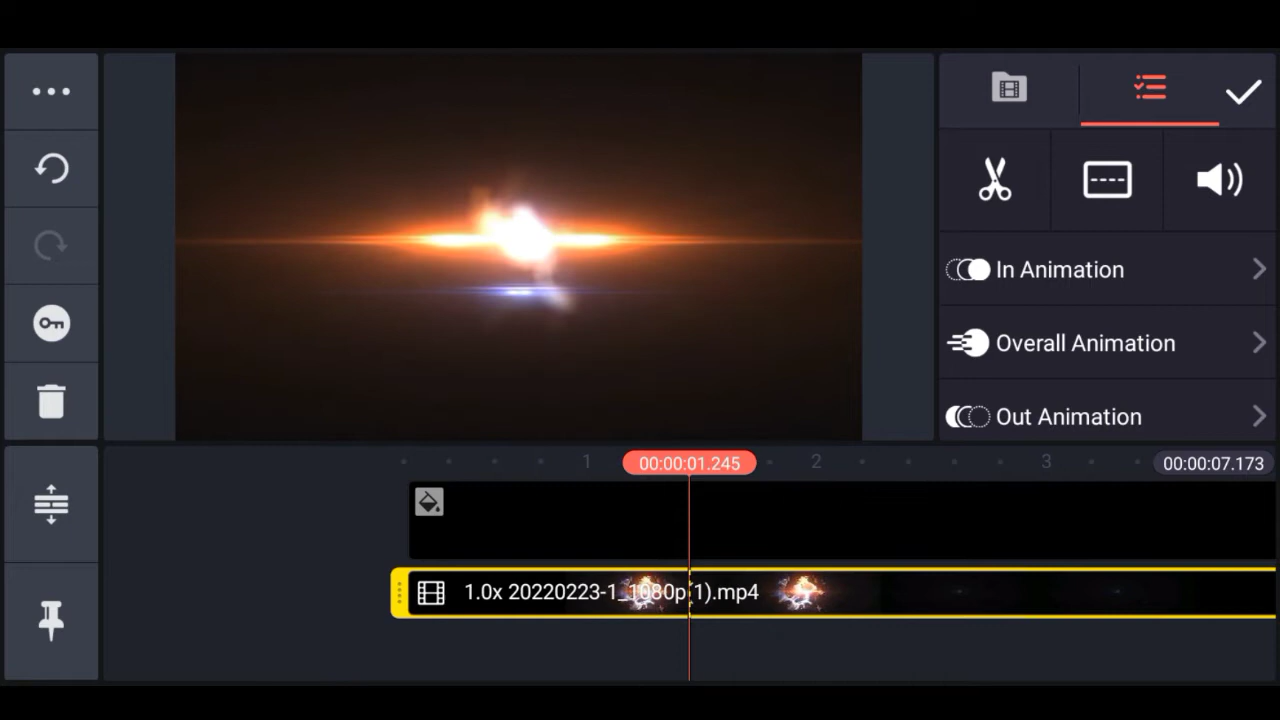 In Animation
Overall Animation
Out Animation
1
00:00:01.245
2
3
00:00:07.173
1.0x 20220223-1_1080p(1).mp4